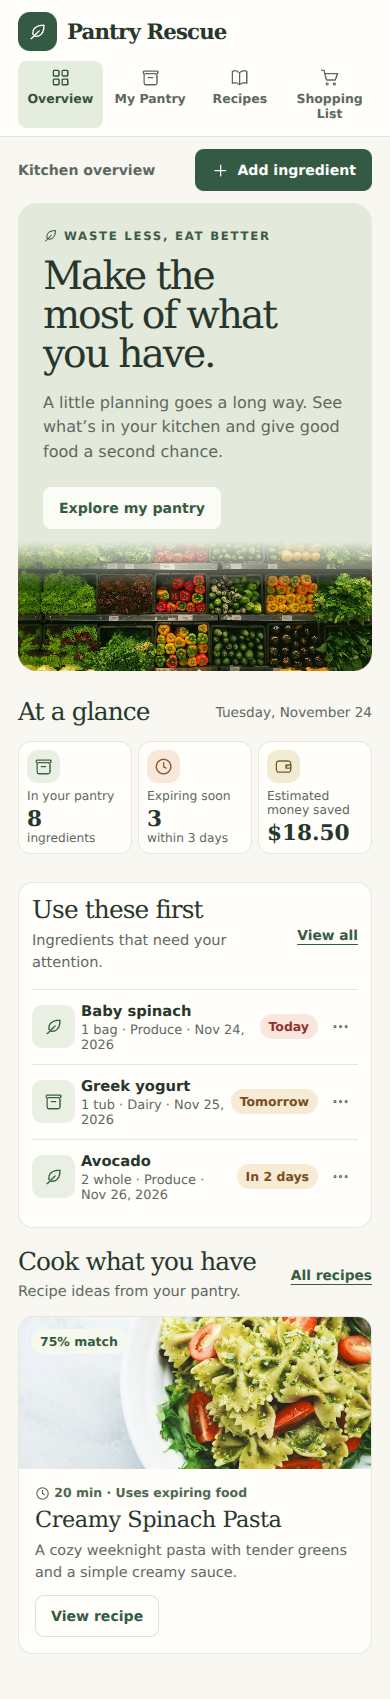 Pantry Rescue
Overview
My Pantry
Recipes
Shopping
List
Kitchen overview
Add ingredient
WASTE LESS, EAT BETTER
Make the
most of what
you have.
A little planning goes a long way. See
what’s in your kitchen and give good
food a second chance.
Explore my pantry
At a glance
Tuesday, November 24
In your pantry
8
ingredients
Expiring soon
3
within 3 days
Estimated
money saved
$18.50
Use these first
Ingredients that need your
attention.
View all
Baby spinach
1 bag · Produce · Nov 24,
2026
Today
Greek yogurt
1 tub · Dairy · Nov 25,
2026
Tomorrow
Avocado
2 whole · Produce ·
Nov 26, 2026
In 2 days
Cook what you have
Recipe ideas from your pantry.
All recipes
75% match
20 min · Uses expiring food
Creamy Spinach Pasta
A cozy weeknight pasta with tender greens
and a simple creamy sauce.
View recipe